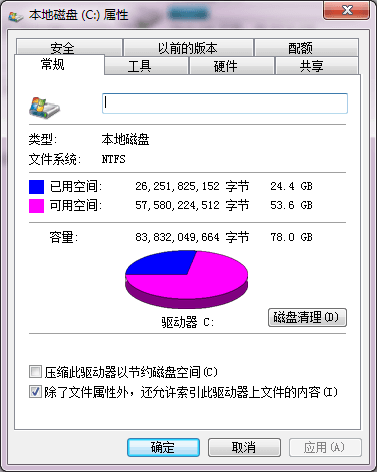 本地磁盘 (C:) 属性
安全 以前的版本 配额
常规 工具 硬件 共享
类型: 本地磁盘
文件系统: NTFS
已用空间: 26,251,825,152 字节 24.4 GB
可用空间: 57,580,224,512 字节 53.6 GB
容量: 83,832,049,664 字节 78.0 GB
驱动器 C: 磁盘清理(D)
压缩此驱动器以节约磁盘空间(C)
除了文件属性外，还允许索引此驱动器上文件的内容(I)
确定 取消 应用(A)